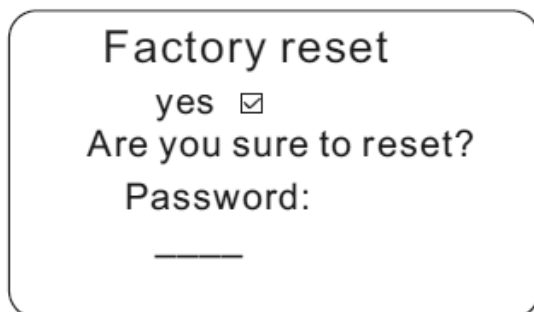 Factory reset
yes ☑
Are you sure to reset?
Password:
____